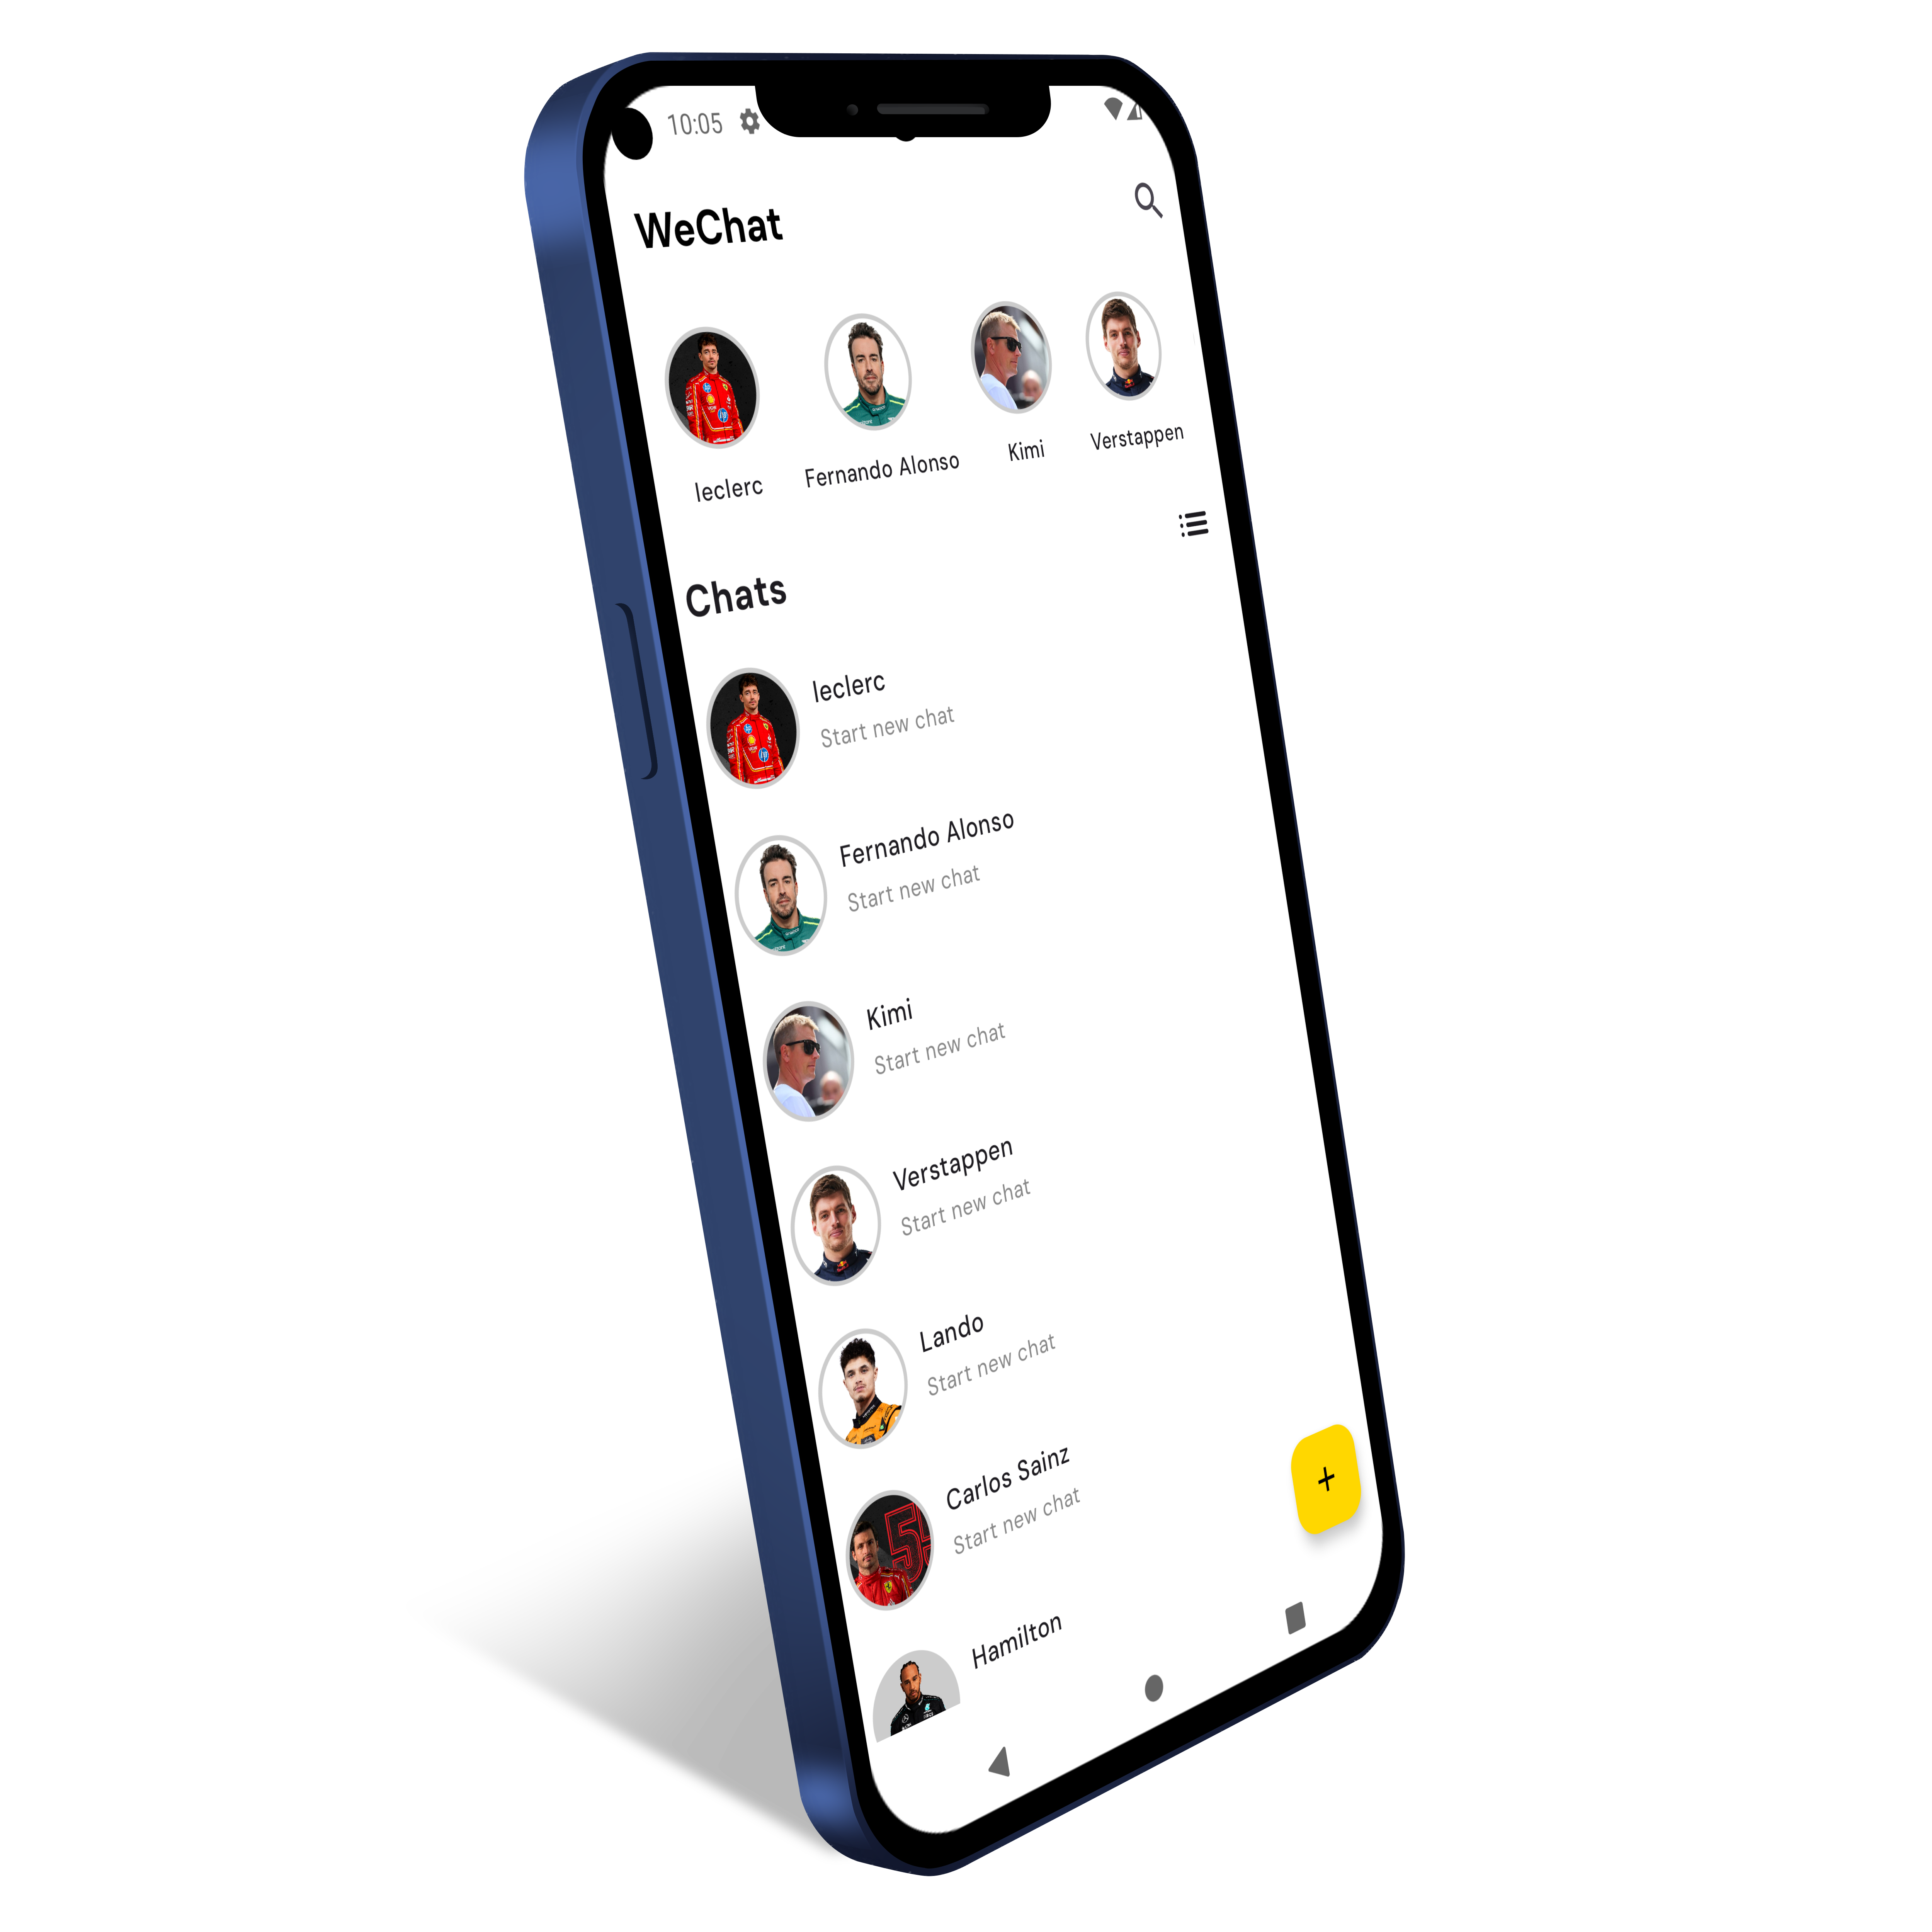 10:05
WeChat
leclerc
Fernando Alonso
Kimi
Verstappen
Chats
leclerc
Start new chat
Fernando Alonso
Start new chat
Kimi
Start new chat
Verstappen
Start new chat
Lando
Start new chat
Carlos Sainz
Start new chat
55
+
Hamilton